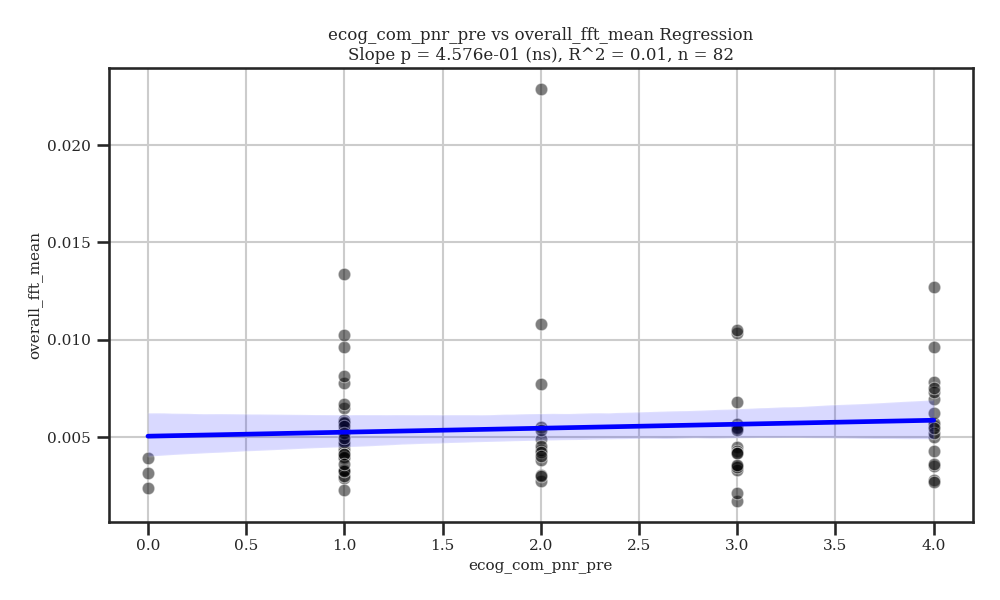 ecog_com_pnr_pre vs overall_fft_mean Regression
Slope p = 4.576e-01 (ns), R^2 = 0.01, n = 82
overall_fft_mean
0.020
0.015
0.010
0.005
0.0 0.5 1.0 1.5 2.0 2.5 3.0 3.5 4.0
ecog_com_pnr_pre